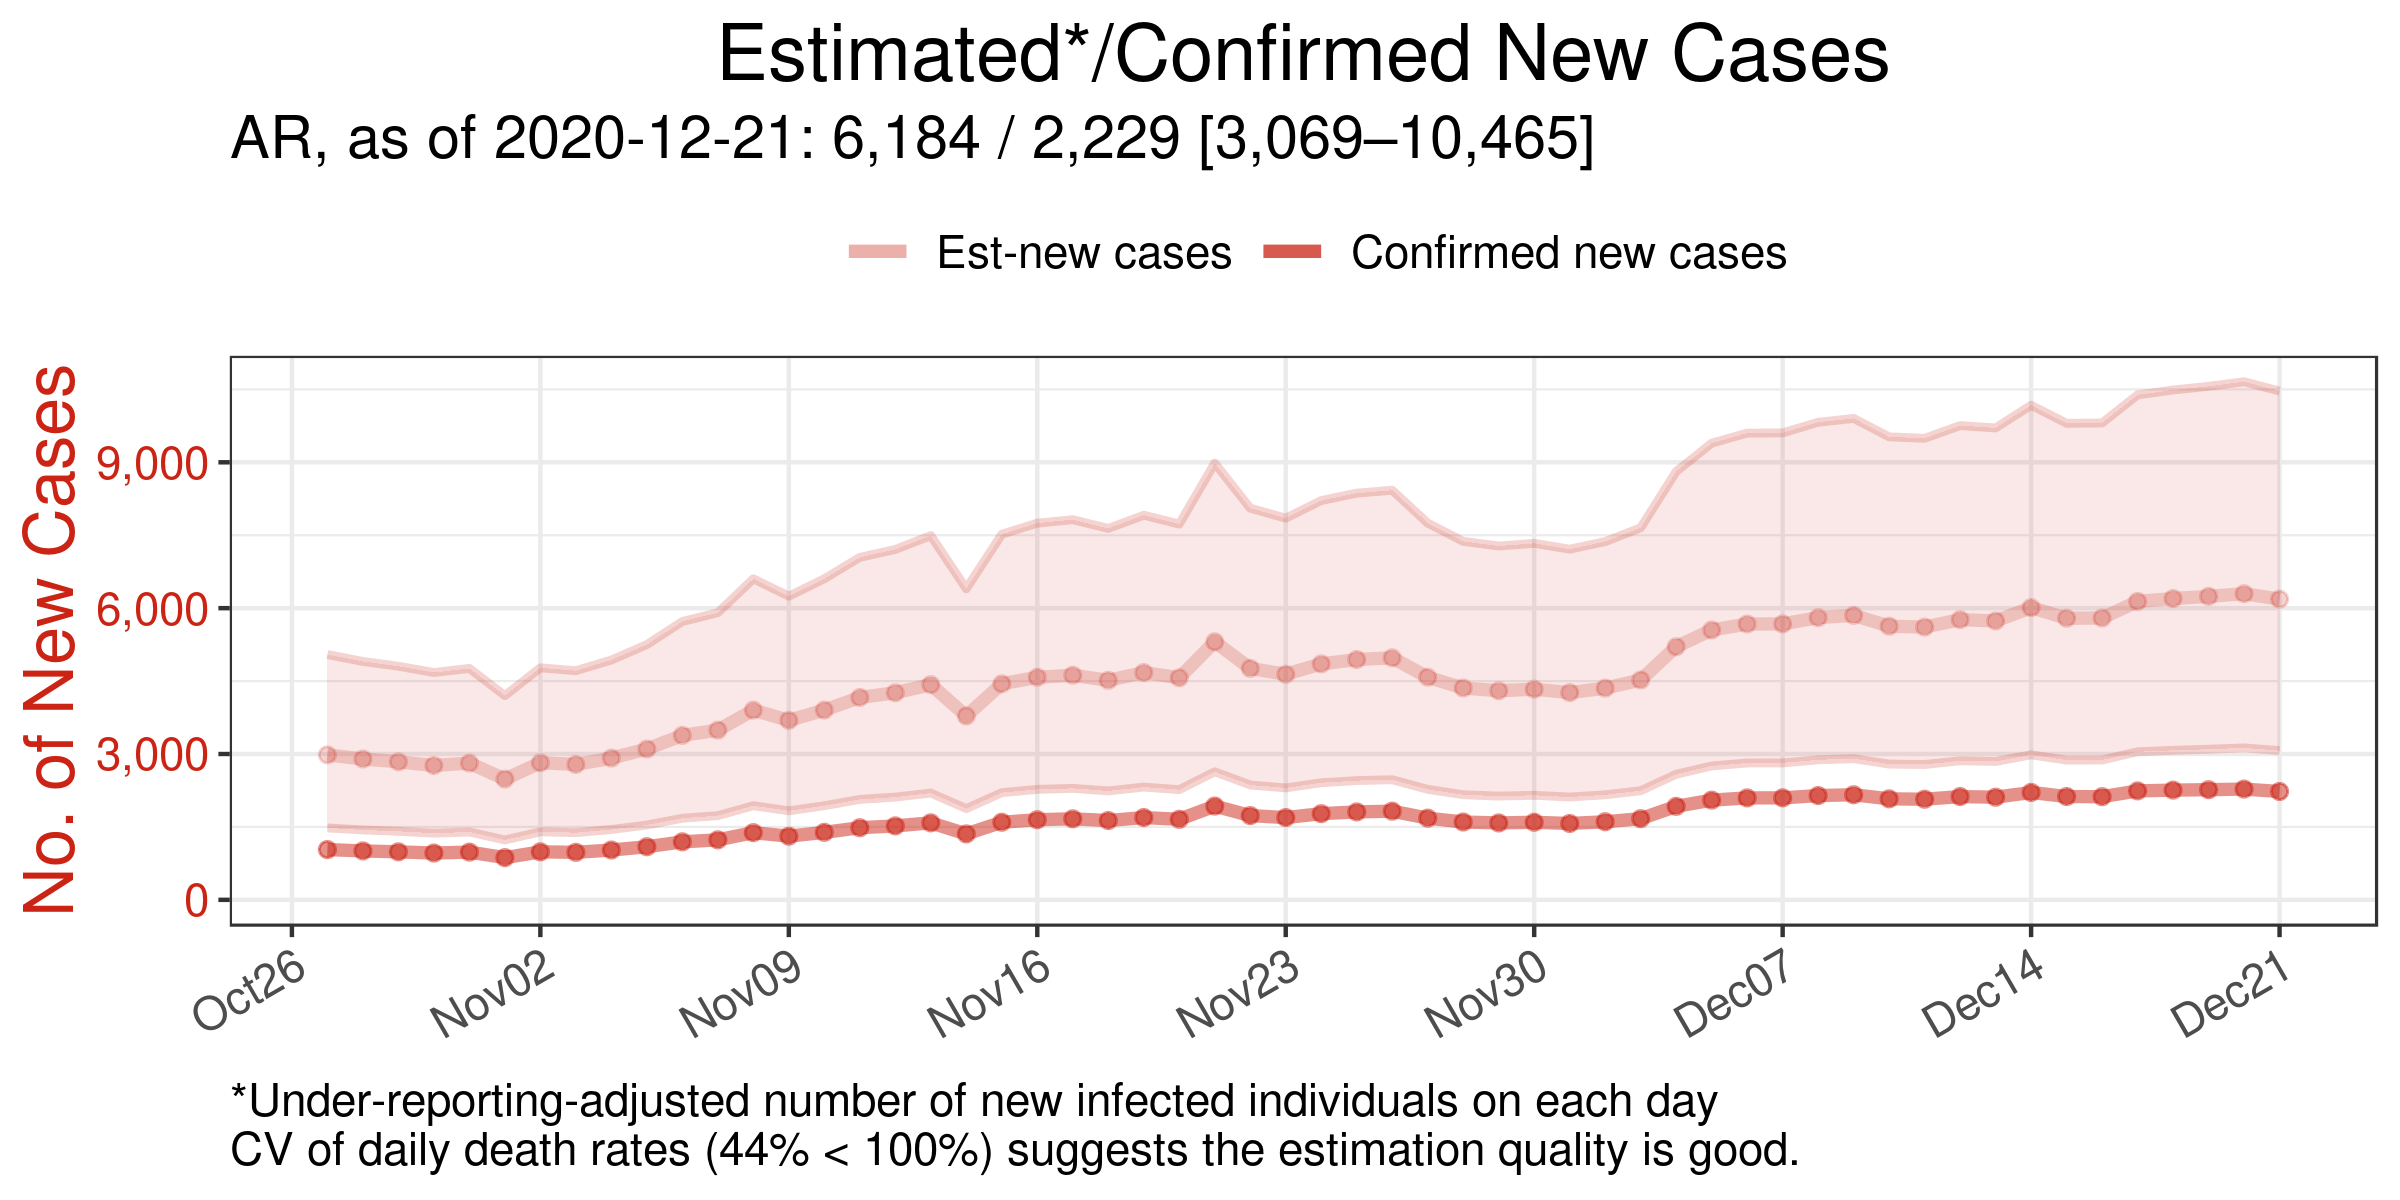 Estimated*/Confirmed New Cases
AR, as of 2020-12-21: 6,184 / 2,229 [3,069–10,465]
Est-new cases
Confirmed new cases
No. of New Cases
9,000
6,000
3,000
0
Oct26
Nov02
Nov09
Nov16
Nov23
Nov30
Dec07
Dec14
Dec21
*Under-reporting-adjusted number of new infected individuals on each day
CV of daily death rates (44% < 100%) suggests the estimation quality is good.